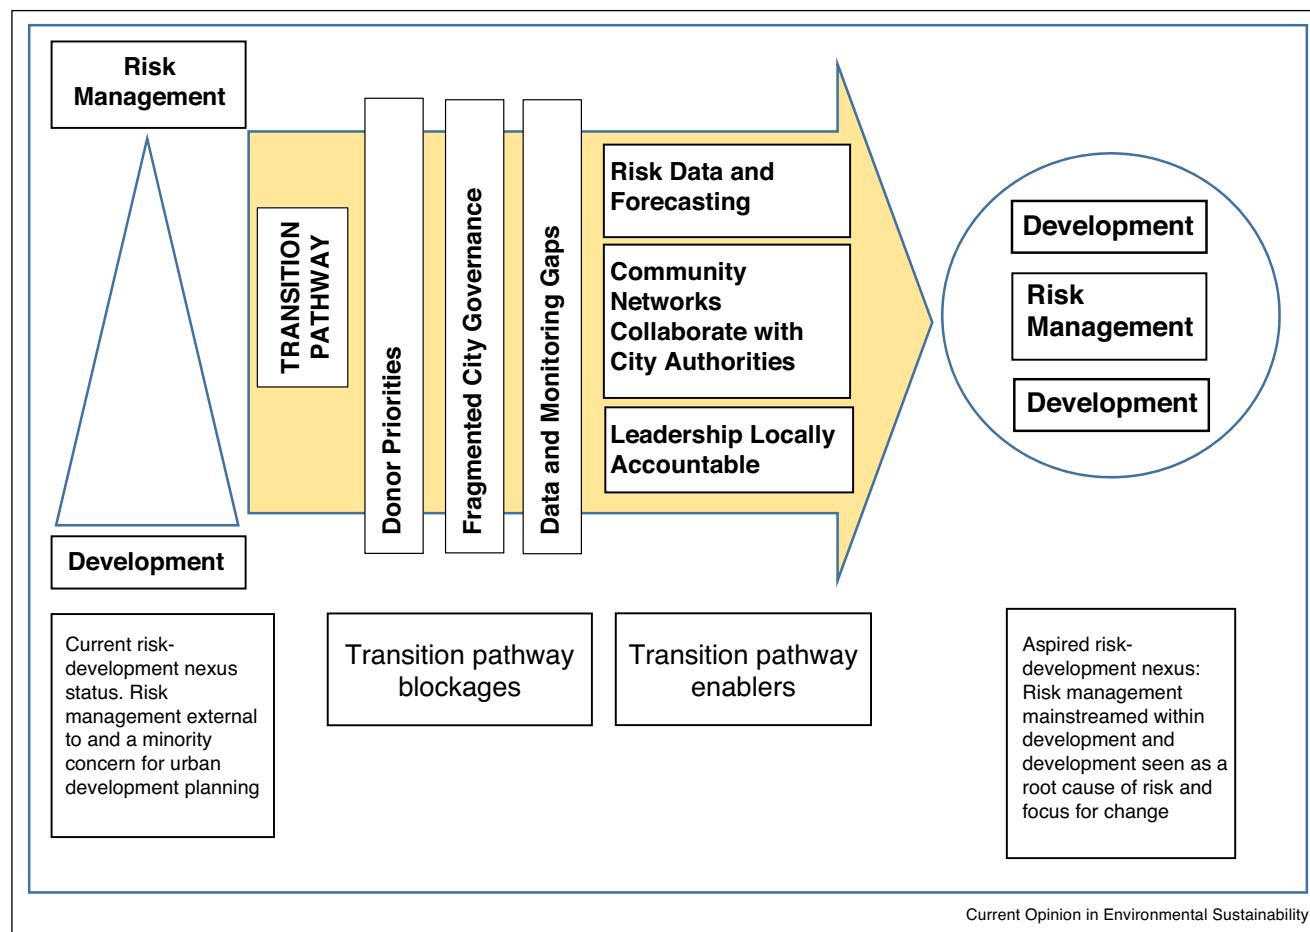 Risk
Management
Development
TRANSITION
PATHWAY
Donor Priorities
Fragmented City Governance
Data and Monitoring Gaps
Risk Data and
Forecasting
Community
Networks
Collaborate with
City Authorities
Leadership Locally
Accountable
Development
Risk
Management
Development
Current risk-
development nexus
status. Risk
management external
to and a minority
concern for urban
development planning
Transition pathway
blockages
Transition pathway
enablers
Aspired risk-
development nexus:
Risk management
mainstreamed within
development and
development seen as a
root cause of risk and
focus for change
Current Opinion in Environmental Sustainability